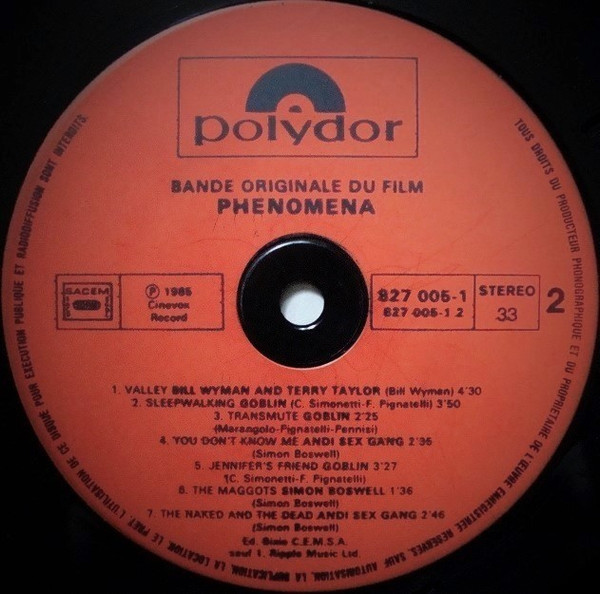 polydor
BANDE ORIGINALE DU FILM
PHENOMENA
SACEM
℗ 1985
Cinevox
Record
827 005-1
827 005-1 2
STEREO
33
2
1. VALLEY BILL WYMAN AND TERRY TAYLOR (Bill Wyman) 4'30
2. SLEEPWALKING GOBLIN (C. Simonetti-F. Pignatelli) 3'50
3. TRANSMUTE GOBLIN 2'25
(Marangolo-Pignatelli-Pennisi)
4. YOU DON'T KNOW ME ANDI SEX GANG 2'35
(Simon Boswell)
5. JENNIFER'S FRIEND GOBLIN 3'27
(C. Simonetti-F. Pignatelli)
6. THE MAGGOTS SIMON BOSWELL 1'36
(Simon Boswell)
7. THE NAKED AND THE DEAD ANDI SEX GANG 2'46
(Simon Boswell)
Ed. Bixio C.E.M.S.A.
sauf 1. Ripple Music Ltd.
TOUS DROITS DU PRODUCTEUR PHONOGRAPHIQUE ET DU PROPRIETAIRE DE L'ŒUVRE ENREGISTREE RESERVES. SAUF AUTORISATION, LA DUPLICATION, LA LOCATION, LE PRET, L'UTILISATION DE CE DISQUE POUR EXECUTION PUBLIQUE ET RADIODIFFUSION SONT INTERDITS.